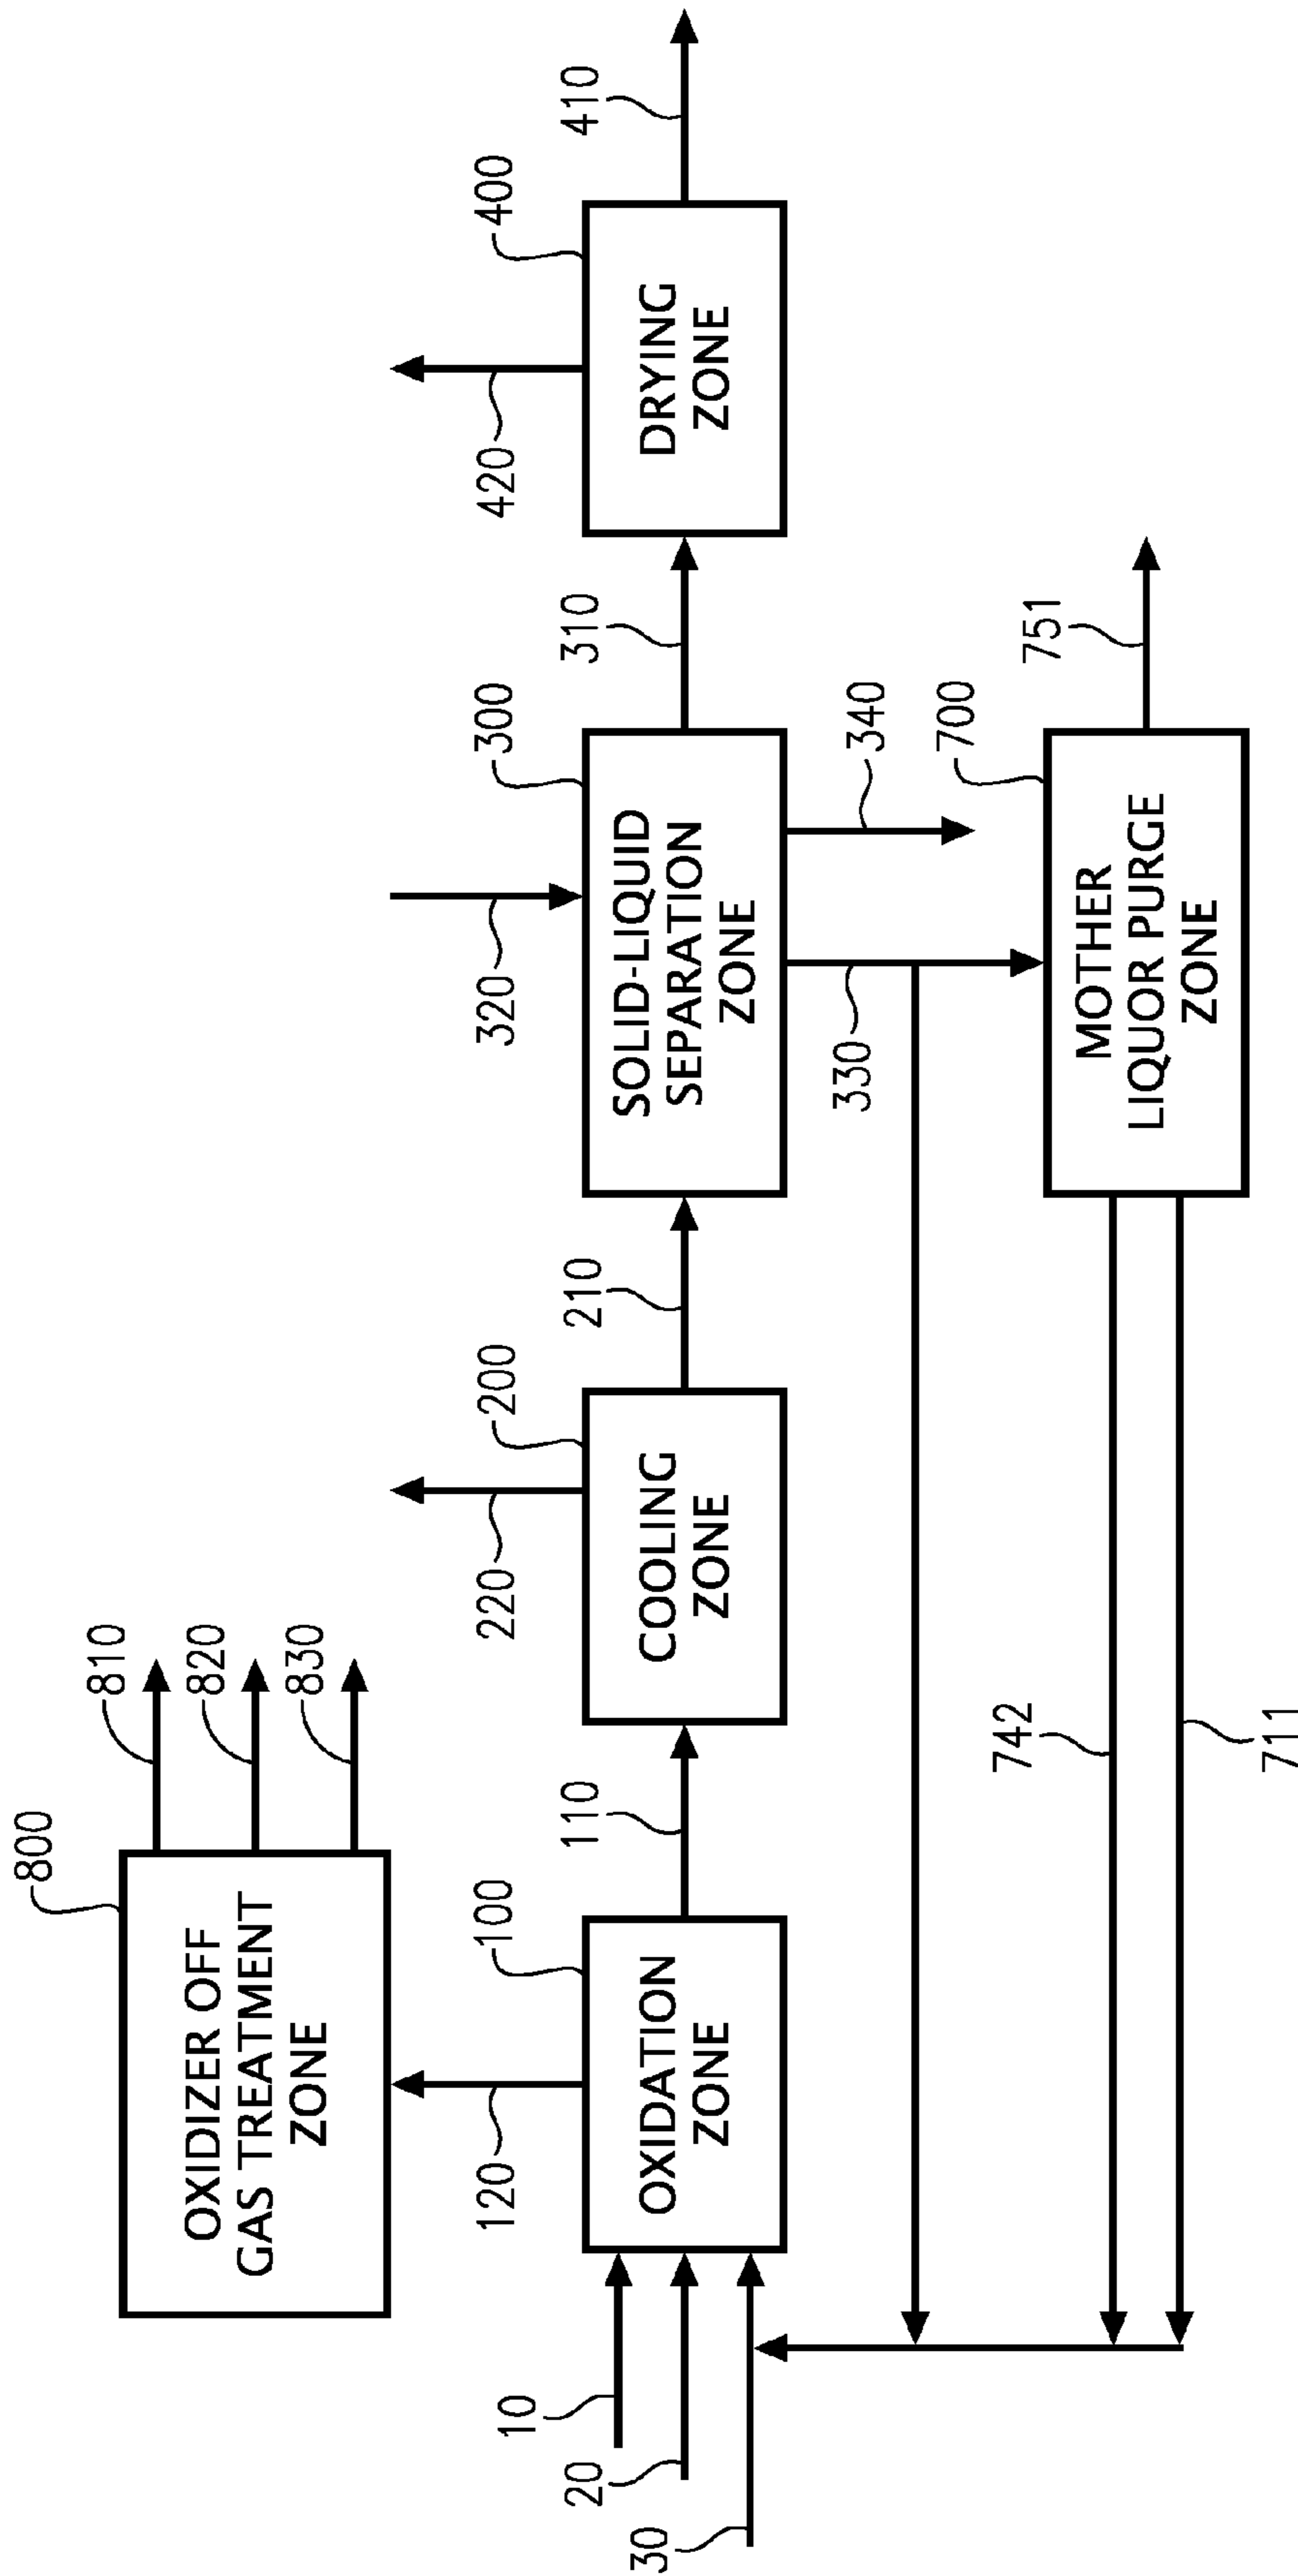 800
OXIDIZER OFF
GAS TREATMENT
ZONE
810
820
830
120
100
OXIDATION
ZONE
10
20
30
110
220
200
COOLING
ZONE
210
320
300
SOLID-LIQUID
SEPARATION
ZONE
310
420
400
DRYING
ZONE
410
330
340
700
MOTHER
LIQUOR PURGE
ZONE
751
742
711